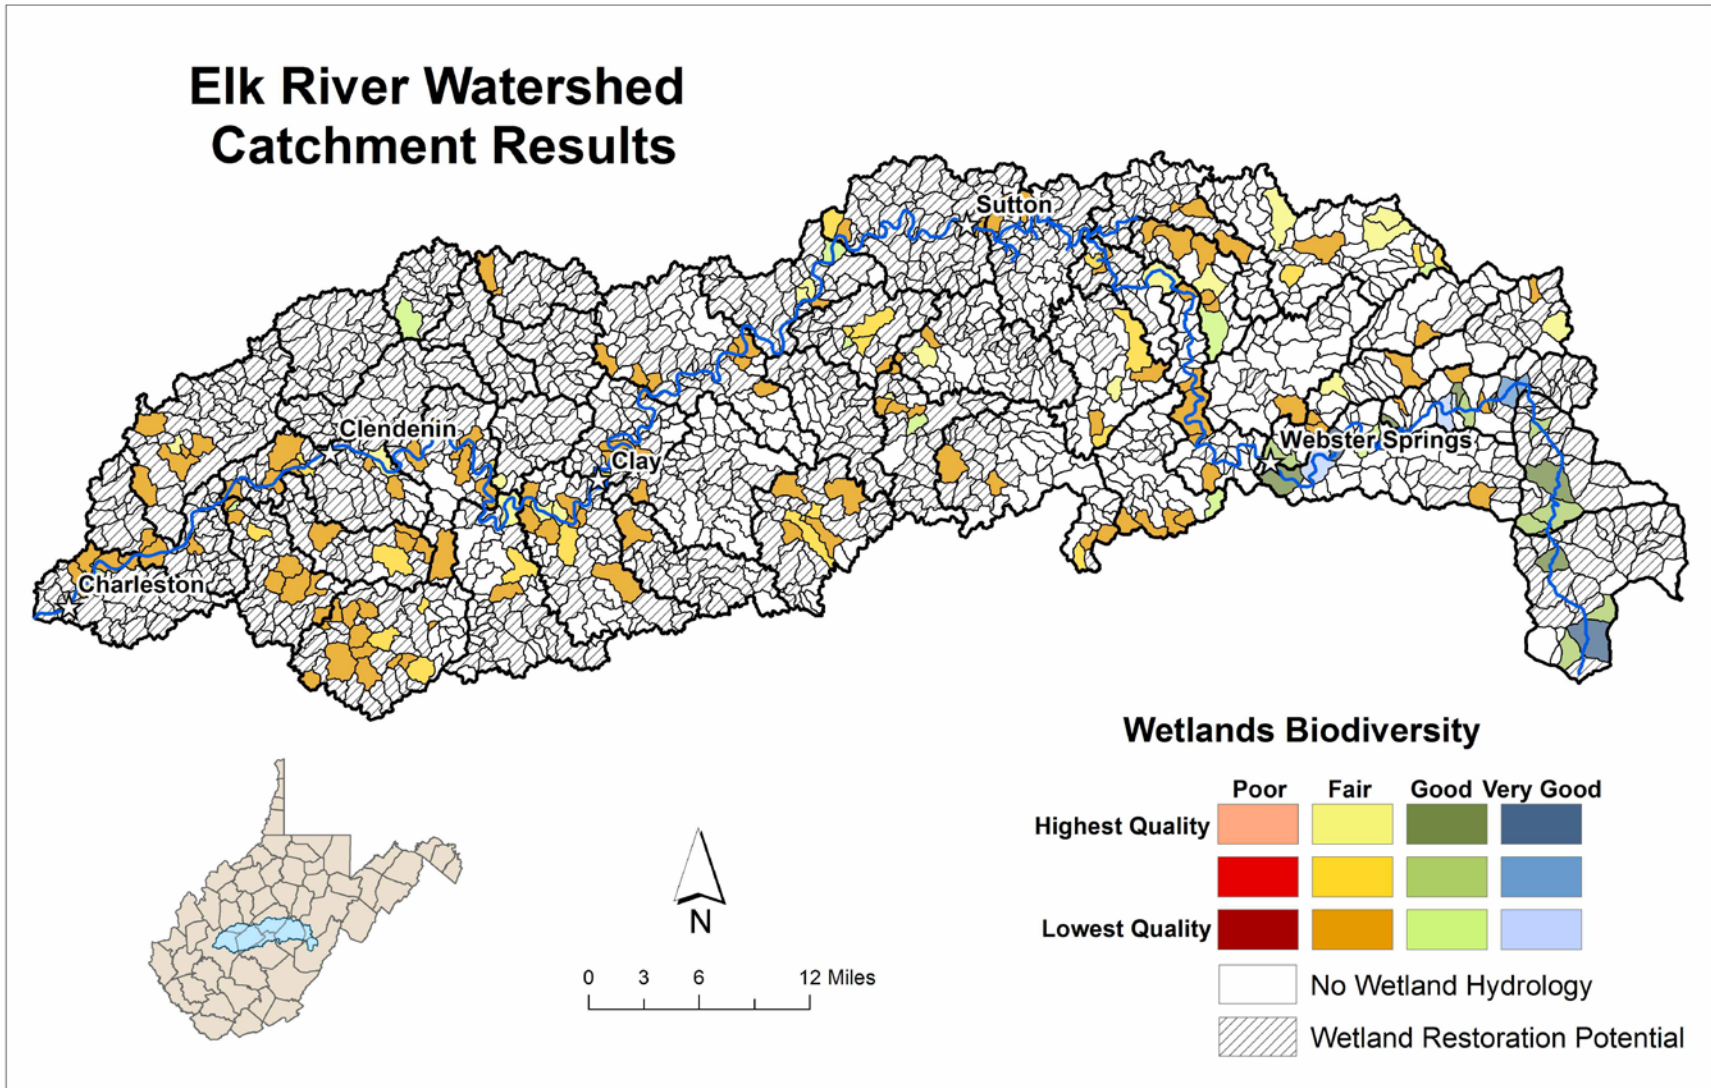 Elk River Watershed
Catchment Results
Sutton
Clendenin
Clay
Webster Springs
Charleston
Wetlands Biodiversity
Poor Fair Good Very Good
Highest Quality
Lowest Quality
No Wetland Hydrology
Wetland Restoration Potential
N
0 3 6 12 Miles